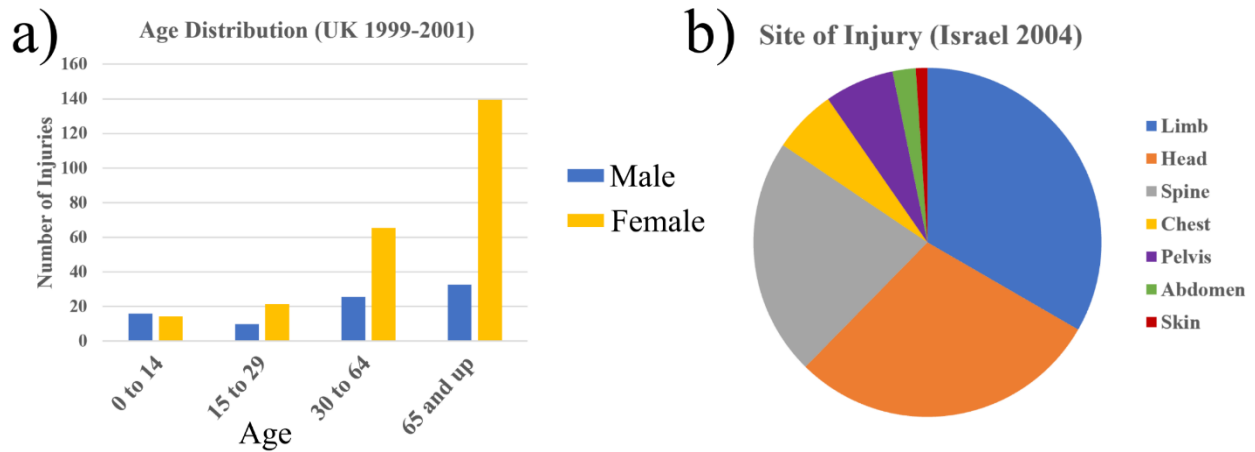 a)
Age Distribution (UK 1999-2001)
Number of Injuries
160
140
120
100
80
60
40
20
0
0 to 14
15 to 29
30 to 64
65 and up
Age
Male
Female
b)
Site of Injury (Israel 2004)
Limb
Head
Spine
Chest
Pelvis
Abdomen
Skin